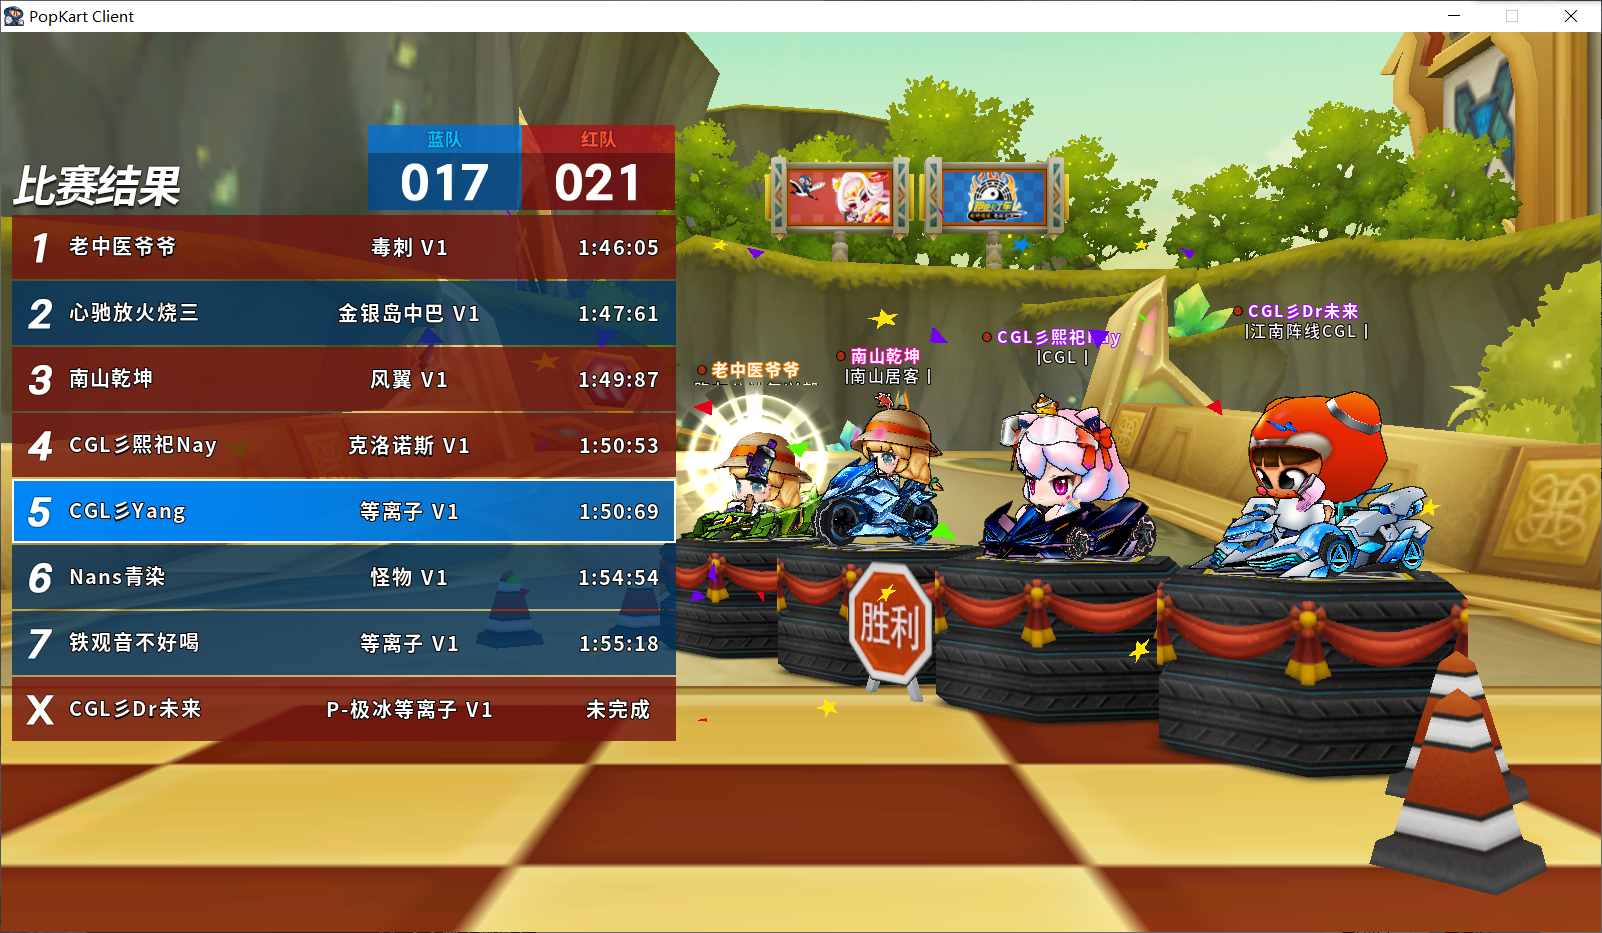 PopKart Client
蓝队 红队
比赛结果 017 021
1 老中医爷爷 毒刺 V1 1:46:05
2 心驰放火烧三 金银岛中巴 V1 1:47:61
3 南山乾坤 风翼 V1 1:49:87
4 CGL彡熙祀Nay 克洛诺斯 V1 1:50:53
5 CGL彡Yang 等离子 V1 1:50:69
6 Nans青染 怪物 V1 1:54:54
7 铁观音不好喝 等离子 V1 1:55:18
X CGL彡Dr未来 P-极冰等离子 V1 未完成
老中医爷爷
南山乾坤
|南山居客 |
CGL彡熙祀Nay
|CGL |
CGL彡Dr未来
|江南阵线CGL |
胜利